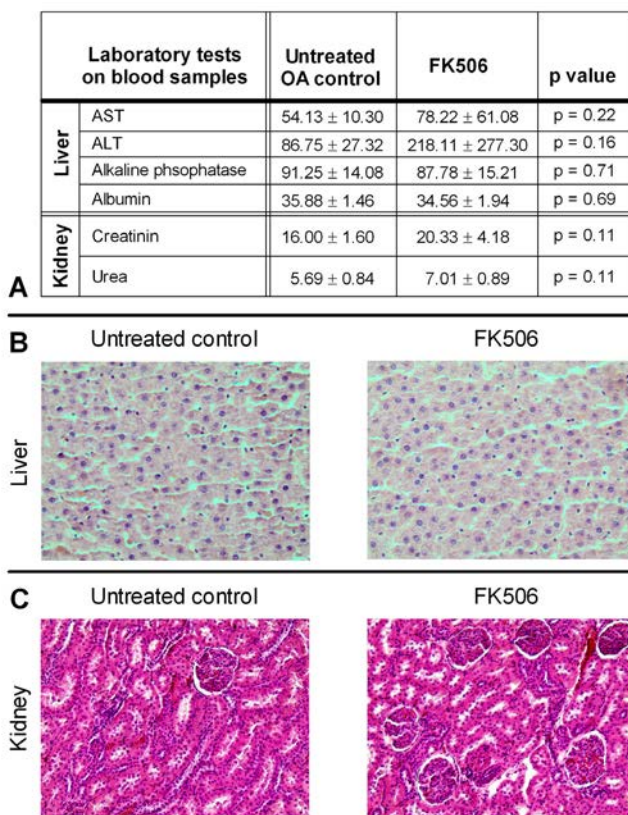 Laboratory tests on blood samples Untreated OA control FK506 p value
Liver
AST 54.13 ± 10.30 78.22 ± 61.08 p = 0.22
ALT 86.75 ± 27.32 218.11 ± 277.30 p = 0.16
Alkaline phsophatase 91.25 ± 14.08 87.78 ± 15.21 p = 0.71
Albumin 35.88 ± 1.46 34.56 ± 1.94 p = 0.69
Kidney
Creatinin 16.00 ± 1.60 20.33 ± 4.18 p = 0.11
Urea 5.69 ± 0.84 7.01 ± 0.89 p = 0.11
A
B
Untreated control FK506
Liver
C
Untreated control FK506
Kidney